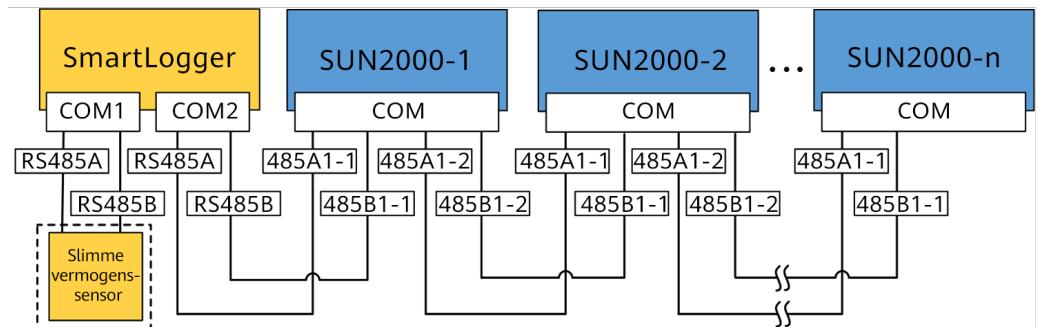 SmartLogger
SUN2000-1
SUN2000-2
...
SUN2000-n
COM1
COM2
COM
COM
COM
RS485A
RS485A
485A1-1
485A1-2
485A1-1
485A1-2
485A1-1
RS485B
RS485B
485B1-1
485B1-2
485B1-1
485B1-2
485B1-1
Slimme
vermogens-
sensor